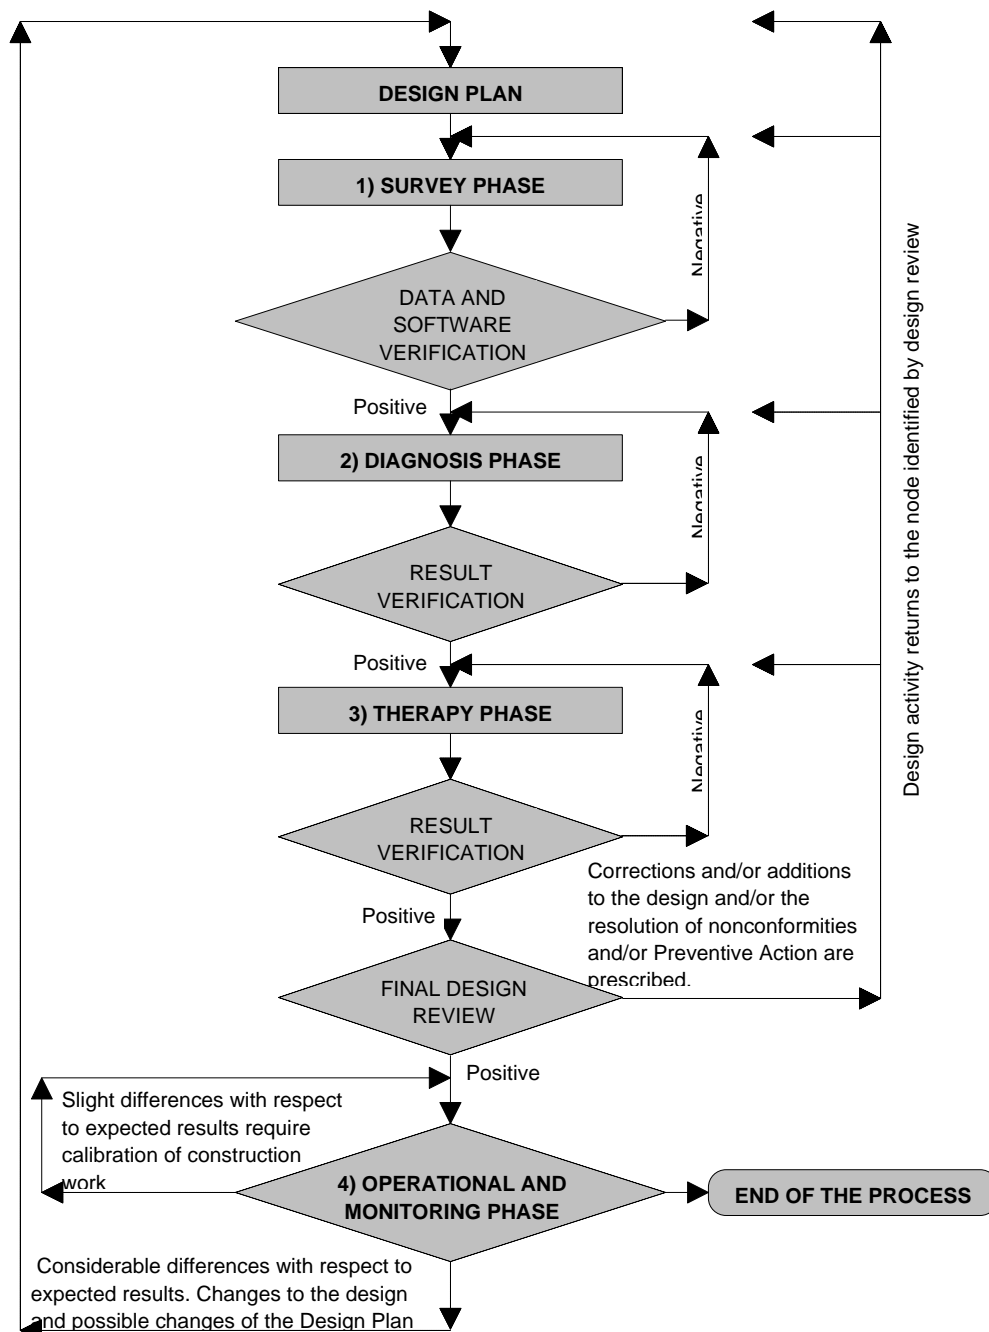 DESIGN PLAN
1) SURVEY PHASE
Negative
DATA AND
SOFTWARE
VERIFICATION
Positive
2) DIAGNOSIS PHASE
Negative
RESULT
VERIFICATION
Positive
3) THERAPY PHASE
Negative
RESULT
VERIFICATION
Positive
Corrections and/or additions
to the design and/or the
resolution of nonconformities
and/or Preventive Action are
prescribed.
FINAL DESIGN
REVIEW
Design activity returns to the node identified by design review
Positive
Slight differences with respect
to expected results require
calibration of construction
work
4) OPERATIONAL AND
MONITORING PHASE
END OF THE PROCESS
Considerable differences with respect to
expected results. Changes to the design
and possible changes of the Design Plan